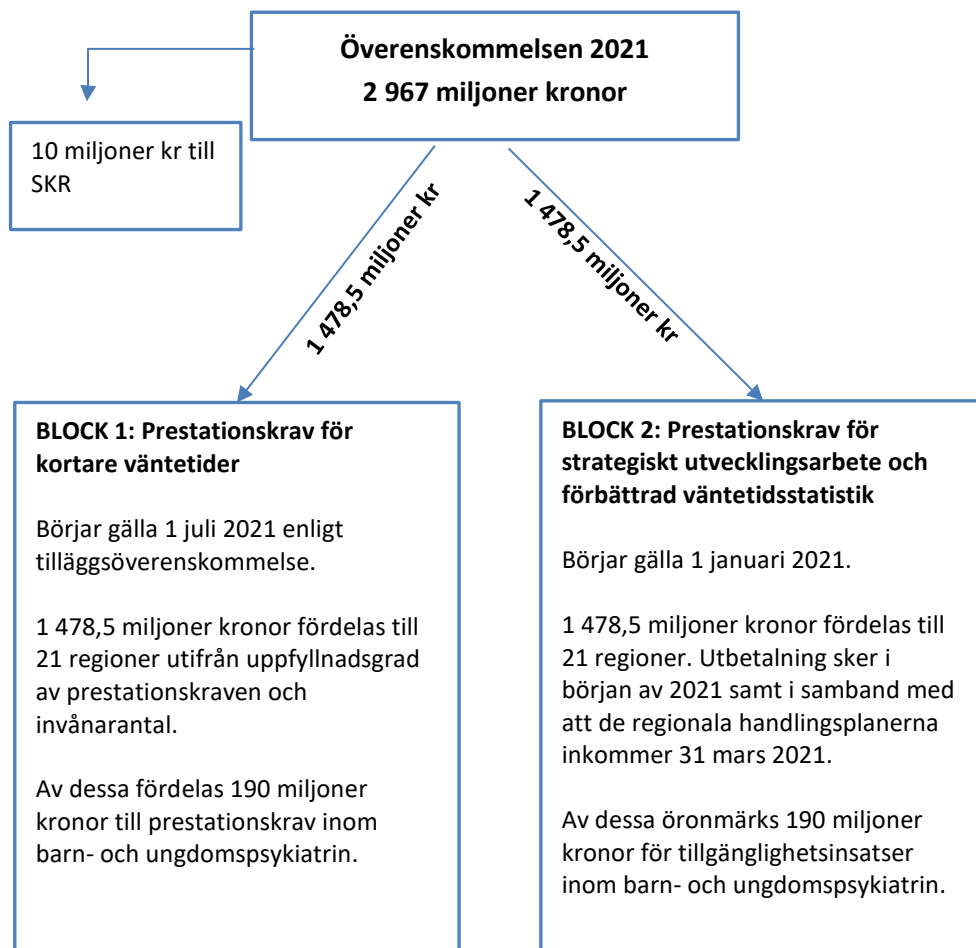 Överenskommelsen 2021
2 967 miljoner kronor
10 miljoner kr till
SKR
1 478,5 miljoner kr
1 478,5 miljoner kr
BLOCK 1: Prestationskrav för
kortare väntetider
Börjar gälla 1 juli 2021 enligt
tilläggsöverenskommelse.
1 478,5 miljoner kronor fördelas till
21 regioner utifrån uppfyllnadsgrad
av prestationskraven och
invånarantal.
Av dessa fördelas 190 miljoner
kronor till prestationskrav inom
barn- och ungdomspsykiatrin.
BLOCK 2: Prestationskrav för
strategiskt utvecklingsarbete och
förbättrad väntetidsstatistik
Börjar gälla 1 januari 2021.
1 478,5 miljoner kronor fördelas till
21 regioner. Utbetalning sker i
början av 2021 samt i samband med
att de regionala handlingsplanerna
inkommer 31 mars 2021.
Av dessa öronmärks 190 miljoner
kronor för tillgänglighetsinsatser
inom barn- och ungdomspsykiatrin.